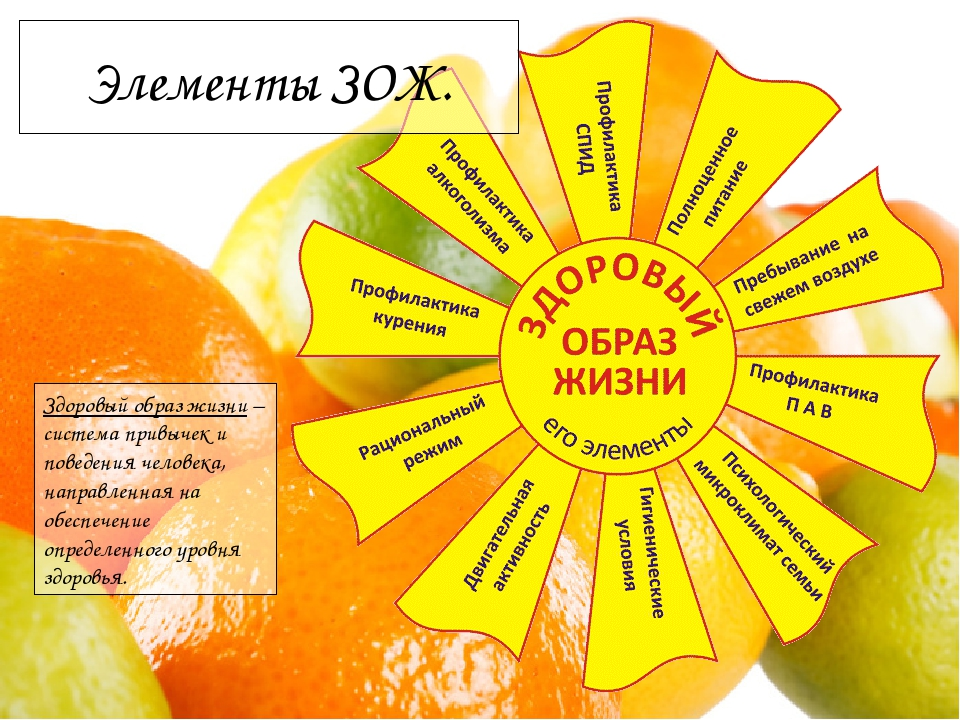 Элементы ЗОЖ.
Профилактика
СПИД
Полноценное
питание
Пребывание на
свежем воздухе
Профилактика
П А В
Психологический
микроклимат семьи
Гигиенические
условия
Двигательная
активность
Рациональный
режим
Профилактика
курения
Профилактика
алкоголизма
ЗДОРОВЫЙ
ОБРАЗ
ЖИЗНИ
его элементы
Здоровый образ жизни –
система привычек и
поведения человека,
направленная на
обеспечение
определенного уровня
здоровья.